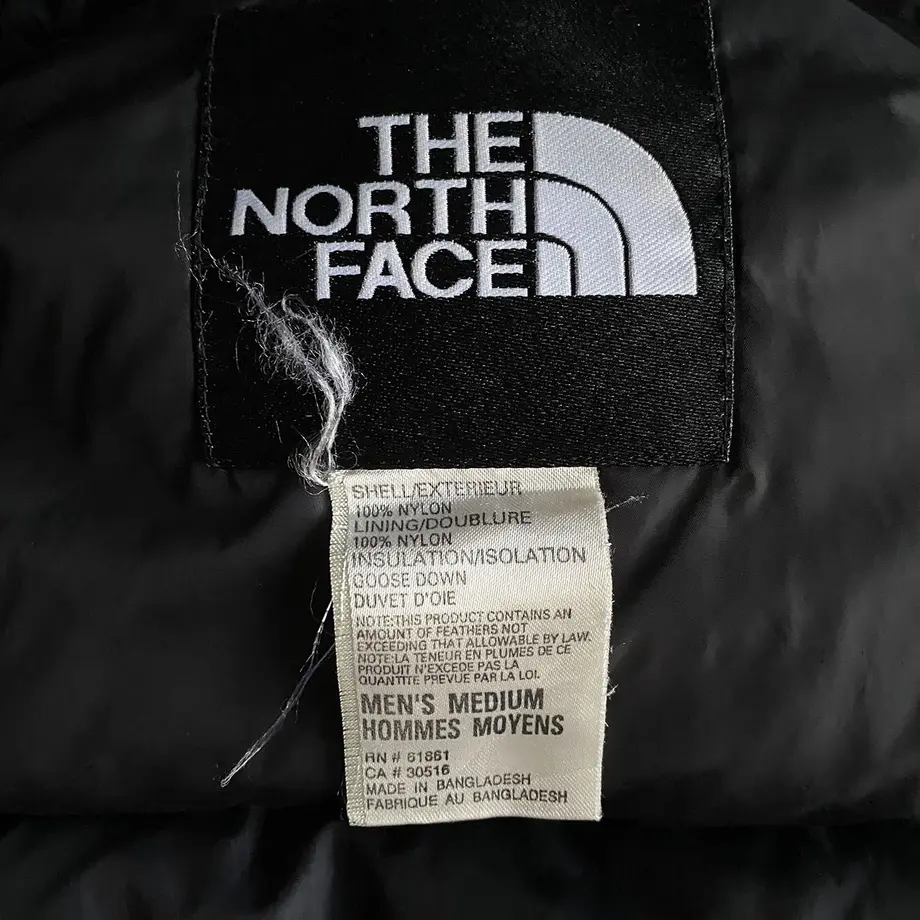 THE
NORTH
FACE
SHELL/EXTERIEUR
100% NYLON
LINING/DOUBLURE
100% NYLON
INSULATION/ISOLATION
GOOSE DOWN
DUVET D'OIE
NOTE:THIS PRODUCT CONTAINS AN
AMOUNT OF FEATHERS NOT
EXCEEDING THAT ALLOWABLE BY LAW.
NOTE:LA TENEUR EN PLUMES DE CE
PRODUIT N'EXCEDE PAS LA
QUANTITE PREVUE PAR LA LOI.
MEN'S MEDIUM
HOMMES MOYENS
RN # 61661
CA # 30516
MADE IN BANGLADESH
FABRIQUE AU BANGLADESH